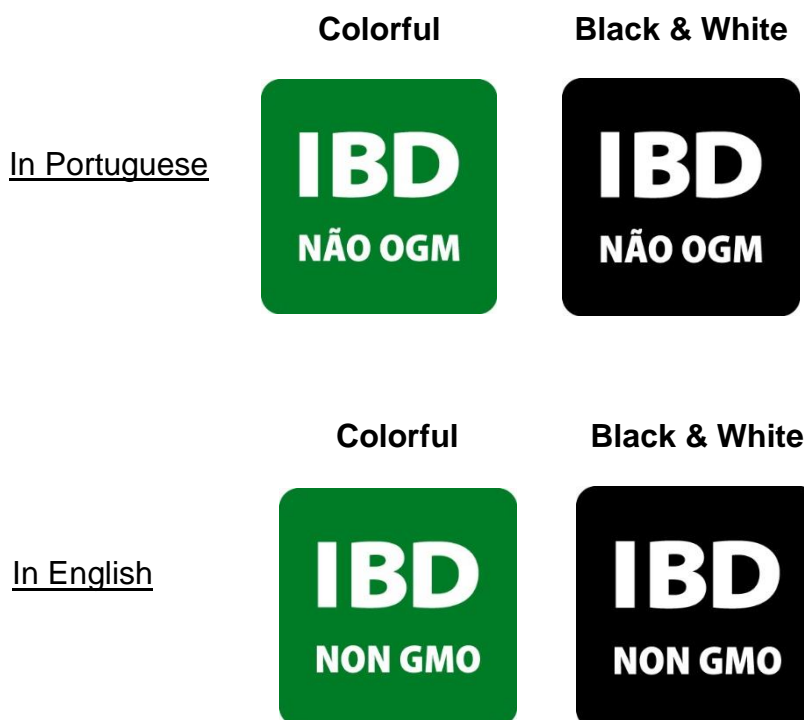 Colorful Black & White
In Portuguese
IBD IBD
NÃO OGM NÃO OGM
Colorful Black & White
In English
IBD IBD
NON GMO NON GMO